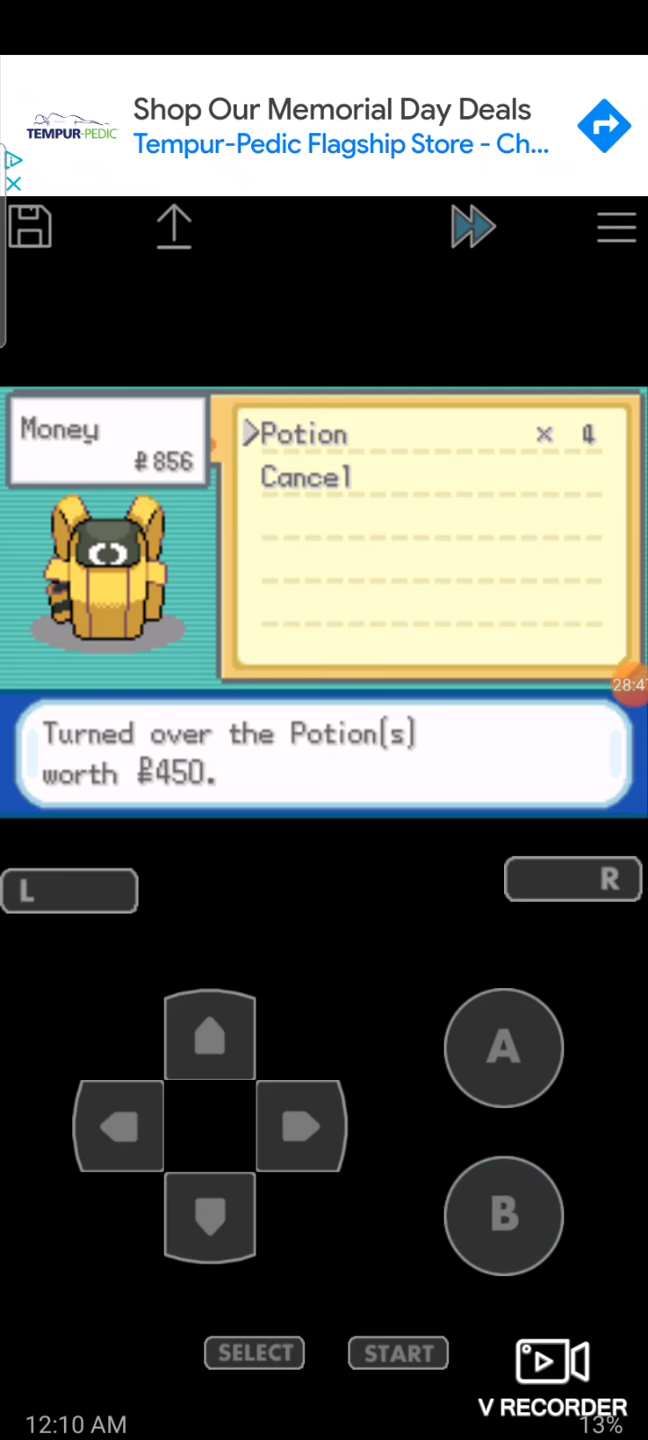 Shop Our Memorial Day Deals
TEMPUR-PEDIC
Tempur-Pedic Flagship Store - Ch...
Money
₽856
Potion × 4
Cancel
28:47
Turned over the Potion(s)
worth ₽450.
L
R
A
B
SELECT
START
V RECORDER
12:10 AM
13%